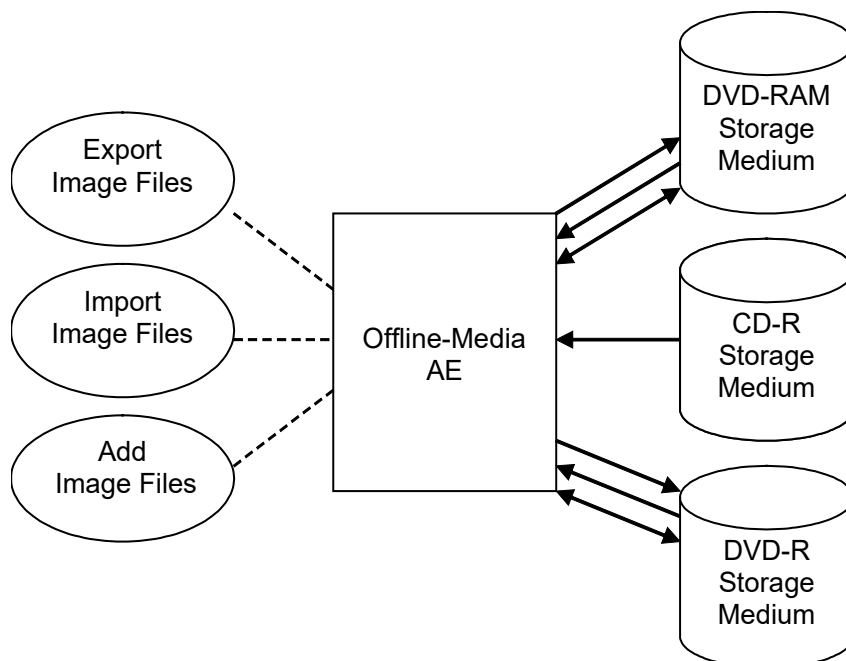 Export
Image Files
Import
Image Files
Add
Image Files
Offline-Media
AE
DVD-RAM
Storage
Medium
CD-R
Storage
Medium
DVD-R
Storage
Medium